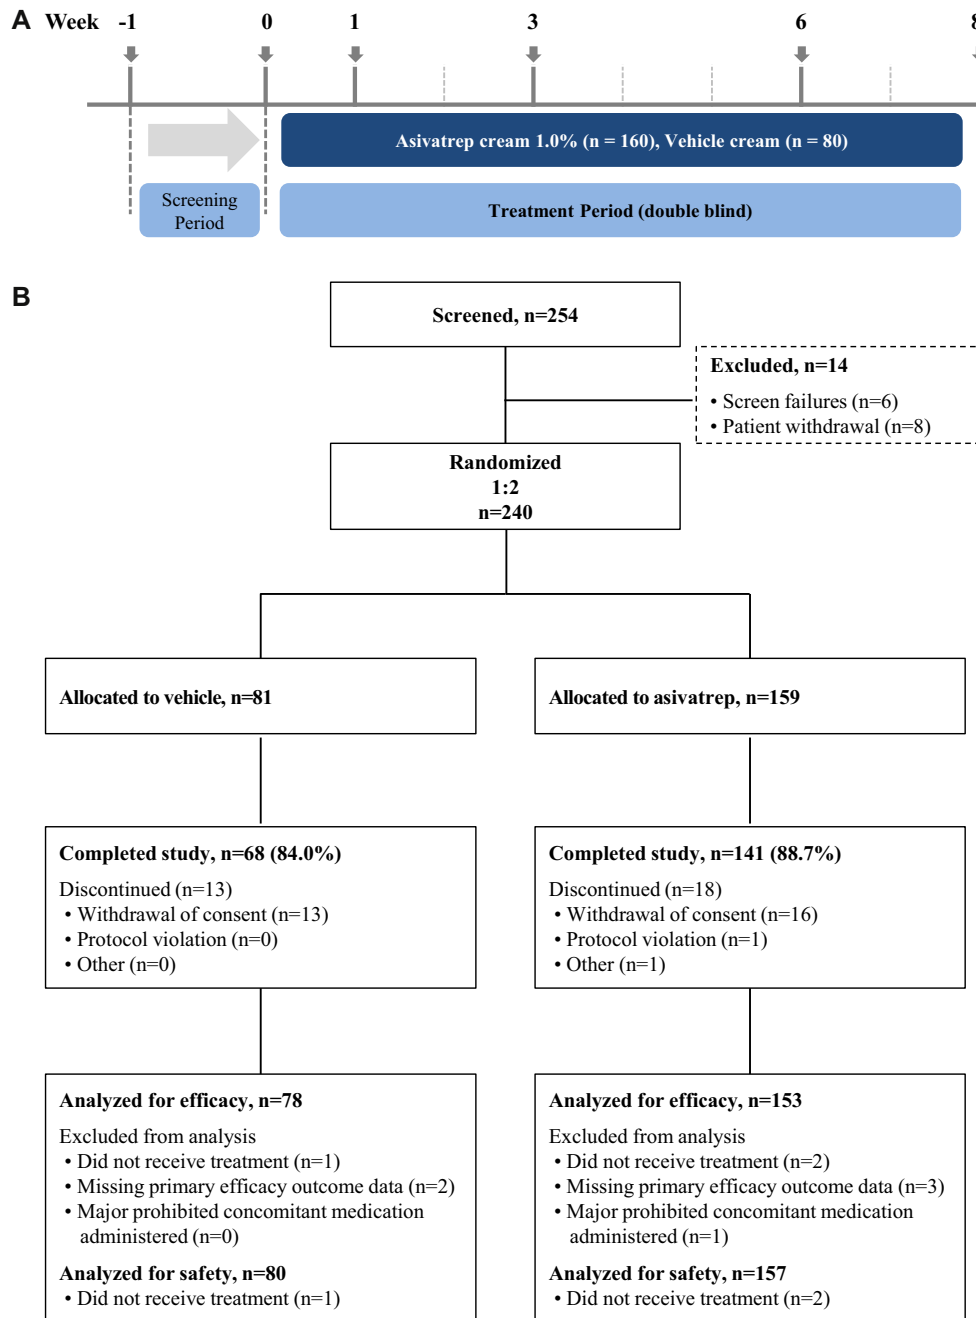 A Week -1 0 1 3 6 8
Asivatrep cream 1.0% (n = 160), Vehicle cream (n = 80)
Screening
Period
Treatment Period (double blind)
B
Screened, n=254
Excluded, n=14
• Screen failures (n=6)
• Patient withdrawal (n=8)
Randomized
1:2
n=240
Allocated to vehicle, n=81
Allocated to asivatrep, n=159
Completed study, n=68 (84.0%)
Discontinued (n=13)
• Withdrawal of consent (n=13)
• Protocol violation (n=0)
• Other (n=0)
Completed study, n=141 (88.7%)
Discontinued (n=18)
• Withdrawal of consent (n=16)
• Protocol violation (n=1)
• Other (n=1)
Analyzed for efficacy, n=78
Excluded from analysis
• Did not receive treatment (n=1)
• Missing primary efficacy outcome data (n=2)
• Major prohibited concomitant medication
administered (n=0)
Analyzed for safety, n=80
• Did not receive treatment (n=1)
Analyzed for efficacy, n=153
Excluded from analysis
• Did not receive treatment (n=2)
• Missing primary efficacy outcome data (n=3)
• Major prohibited concomitant medication
administered (n=1)
Analyzed for safety, n=157
• Did not receive treatment (n=2)